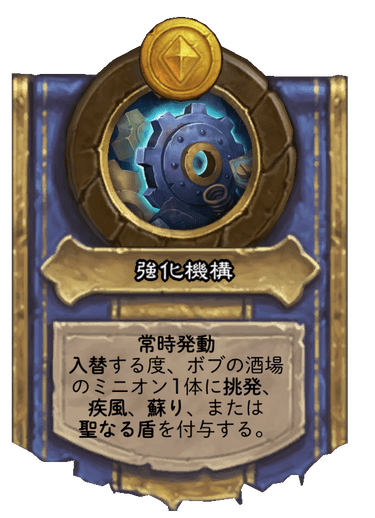 強化機構
常時発動
入替する度、ボブの酒場
のミニオン1体に挑発、
疾風、蘇り、または
聖なる盾を付与する。